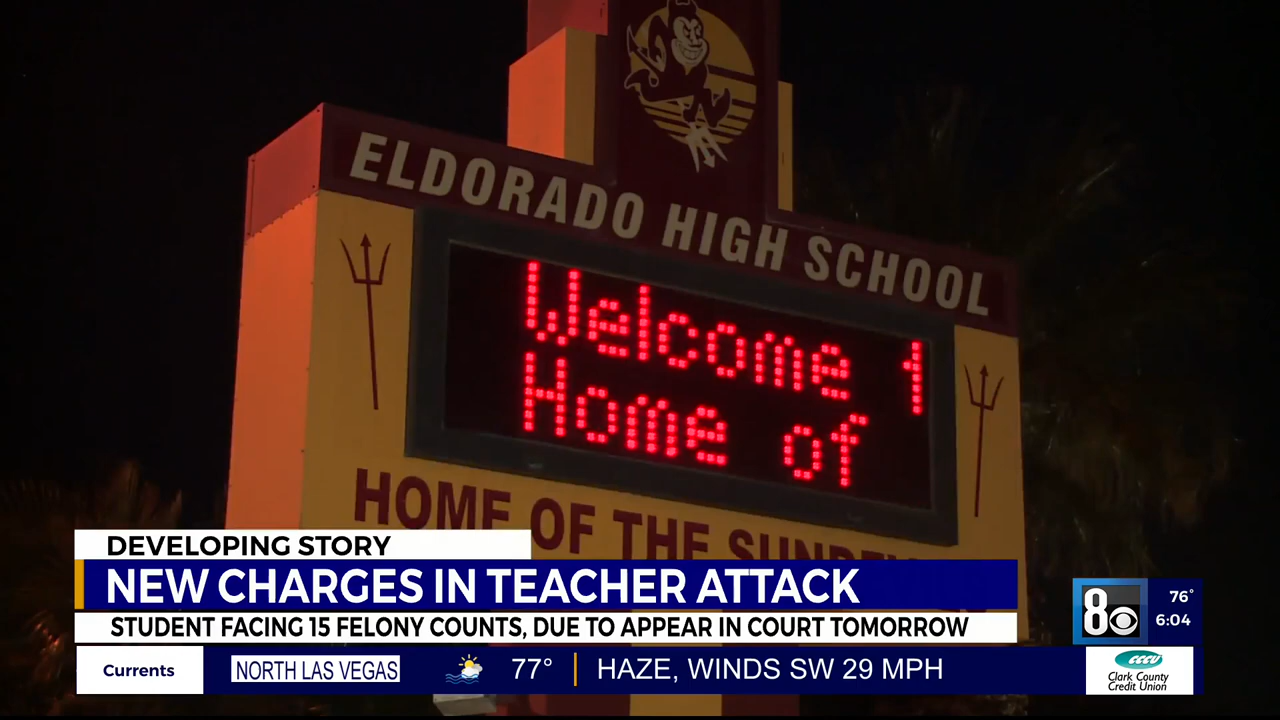 ELDORADO HIGH SCHOOL
Welcome
Home of
HOME OF THE
DEVELOPING STORY
NEW CHARGES IN TEACHER ATTACK
STUDENT FACING 15 FELONY COUNTS, DUE TO APPEAR IN COURT TOMORROW
8
76°
6:04
Currents
NORTH LAS VEGAS
77°
HAZE, WINDS SW 29 MPH
CCCU
Clark County
Credit Union